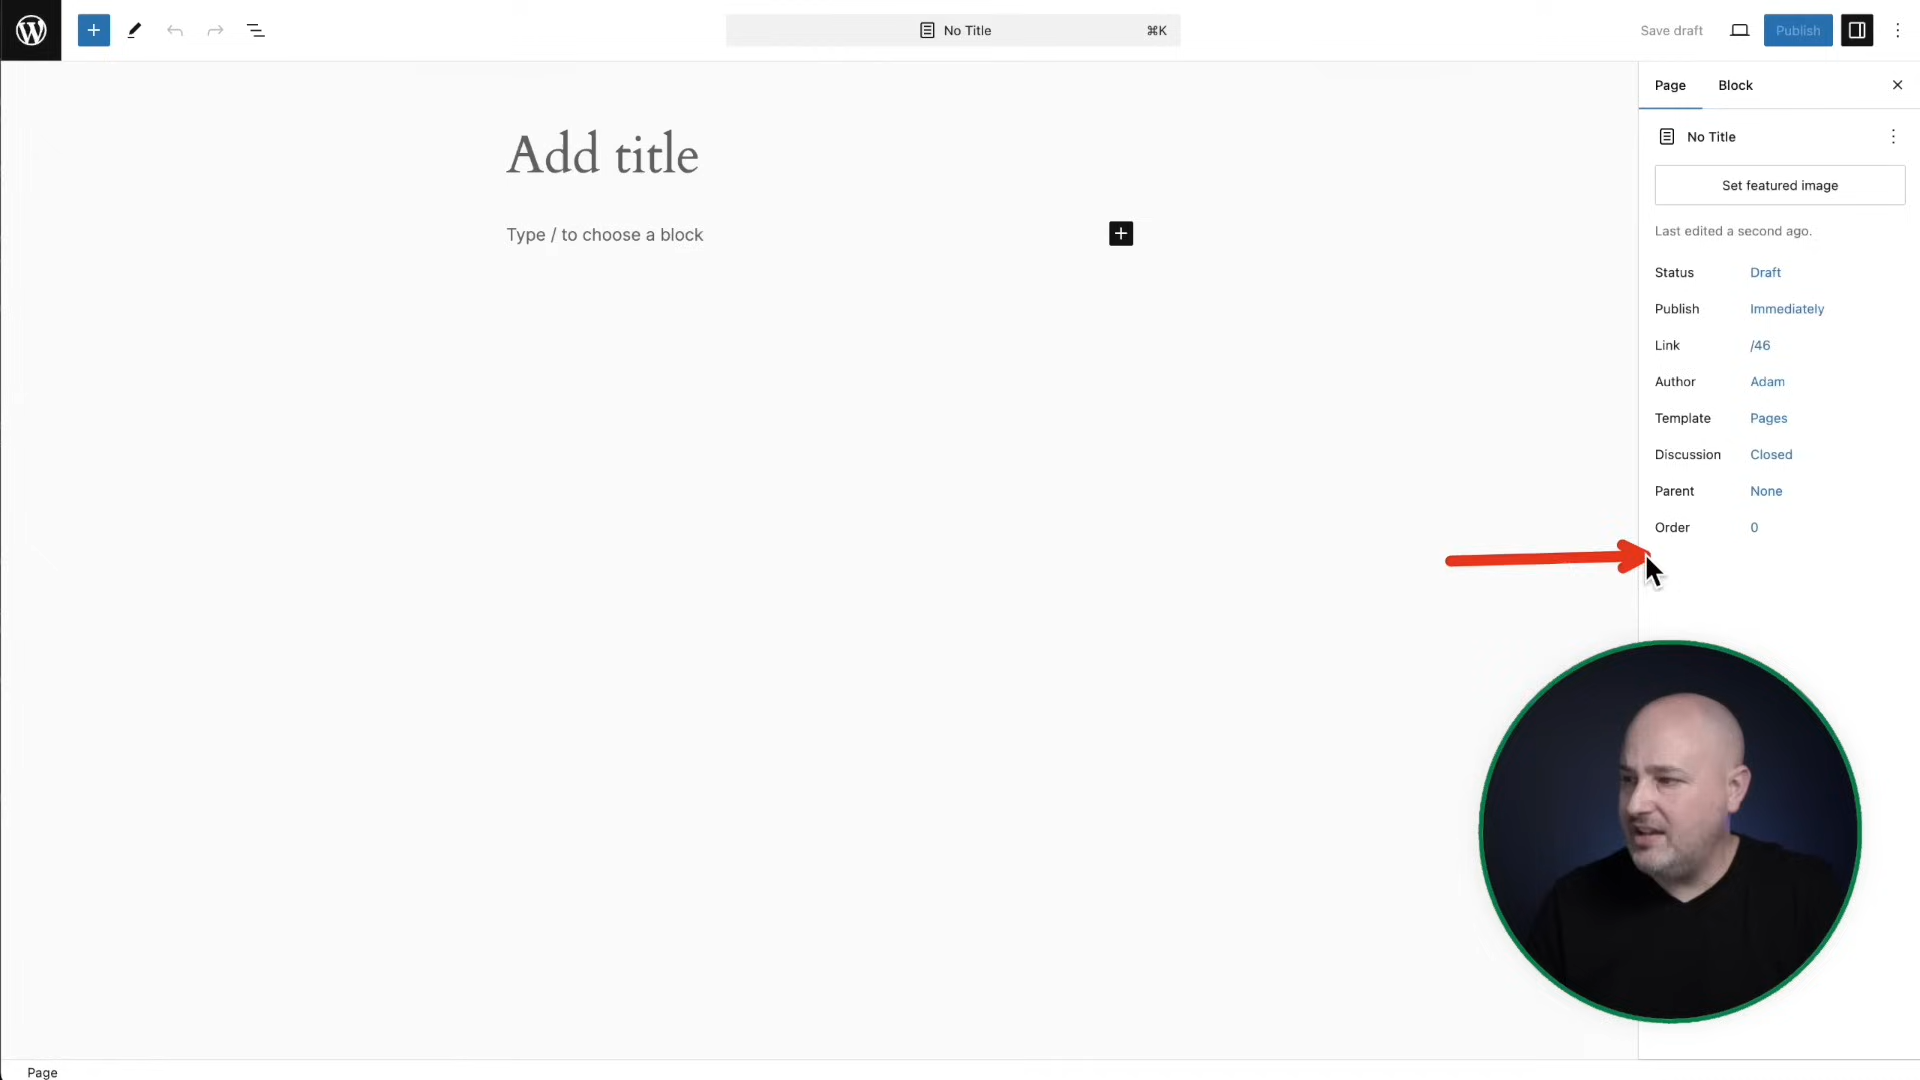 No Title
⌘K
Save draft
Publish
Page
Block
No Title
Set featured image
Last edited a second ago.
Status Draft
Publish Immediately
Link /46
Author Adam
Template Pages
Discussion Closed
Parent None
Order 0
Add title
Type / to choose a block
Page